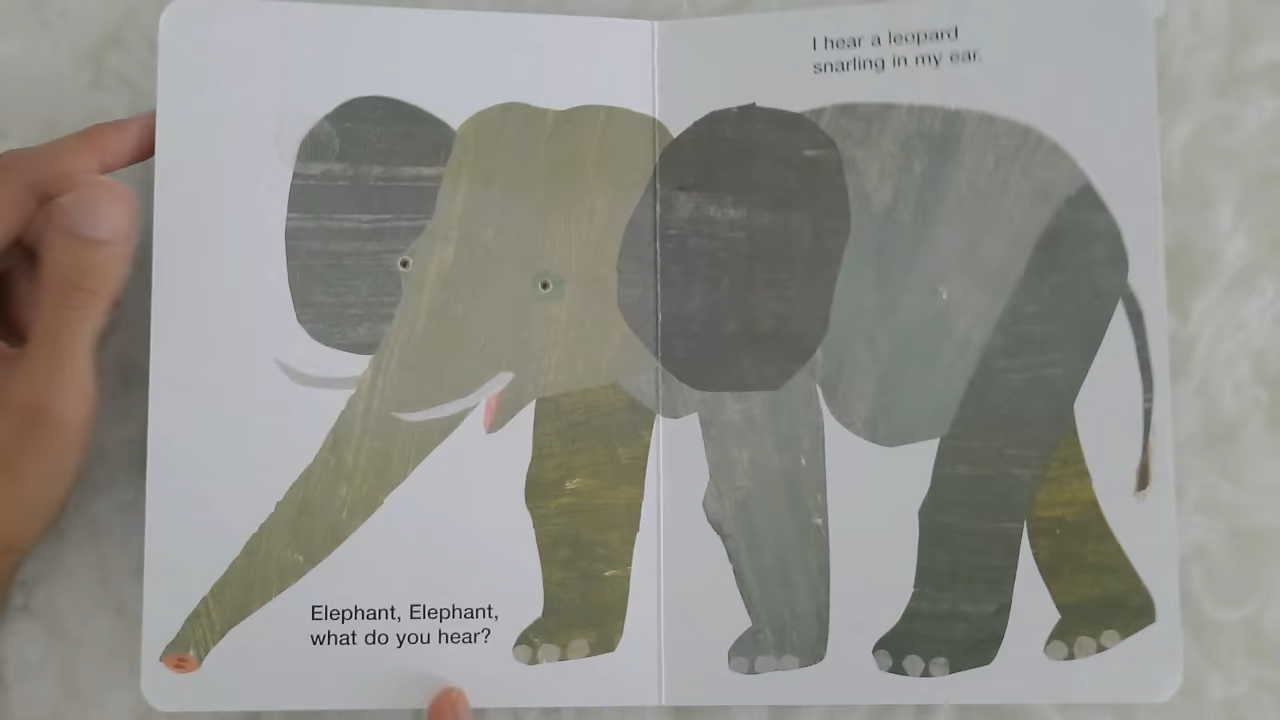 Elephant, Elephant,
what do you hear?
I hear a leopard
snarling in my ear.